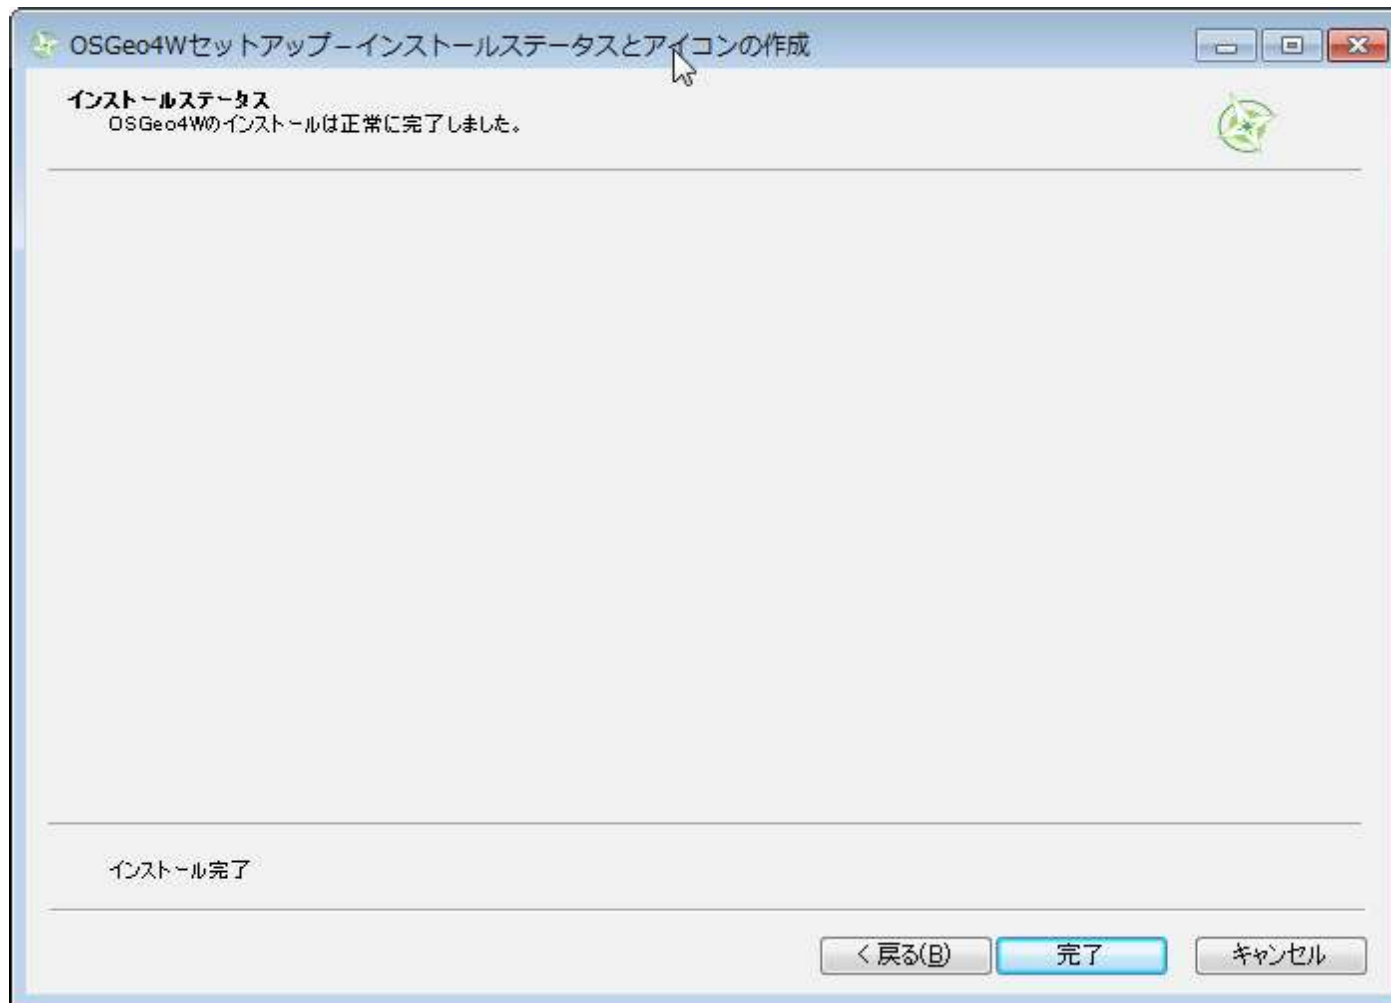 OSGeo4Wセットアップ－インストールステータスとアイコンの作成
インストールステータス
OSGeo4Wのインストールは正常に完了しました。
インストール完了
< 戻る(B)
完了
キャンセル